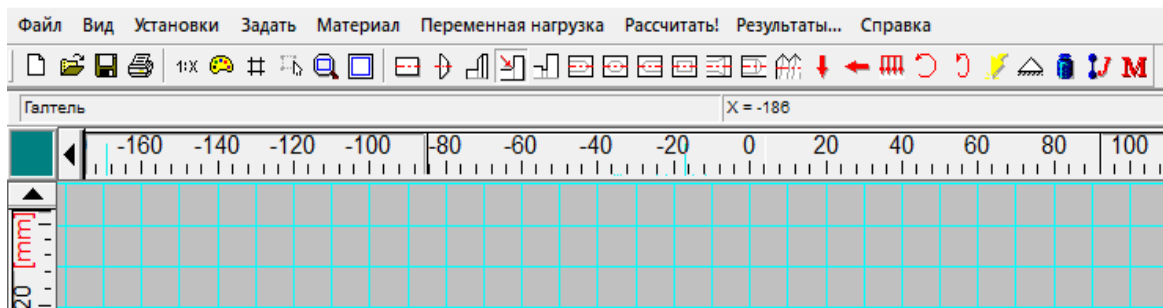 Файл Вид Установки Задать Материал Переменная нагрузка Рассчитать! Результаты... Справка
1:X M
Галтель X = -186
-160 -140 -120 -100 -80 -60 -40 -20 0 20 40 60 80 100
[mm]
20